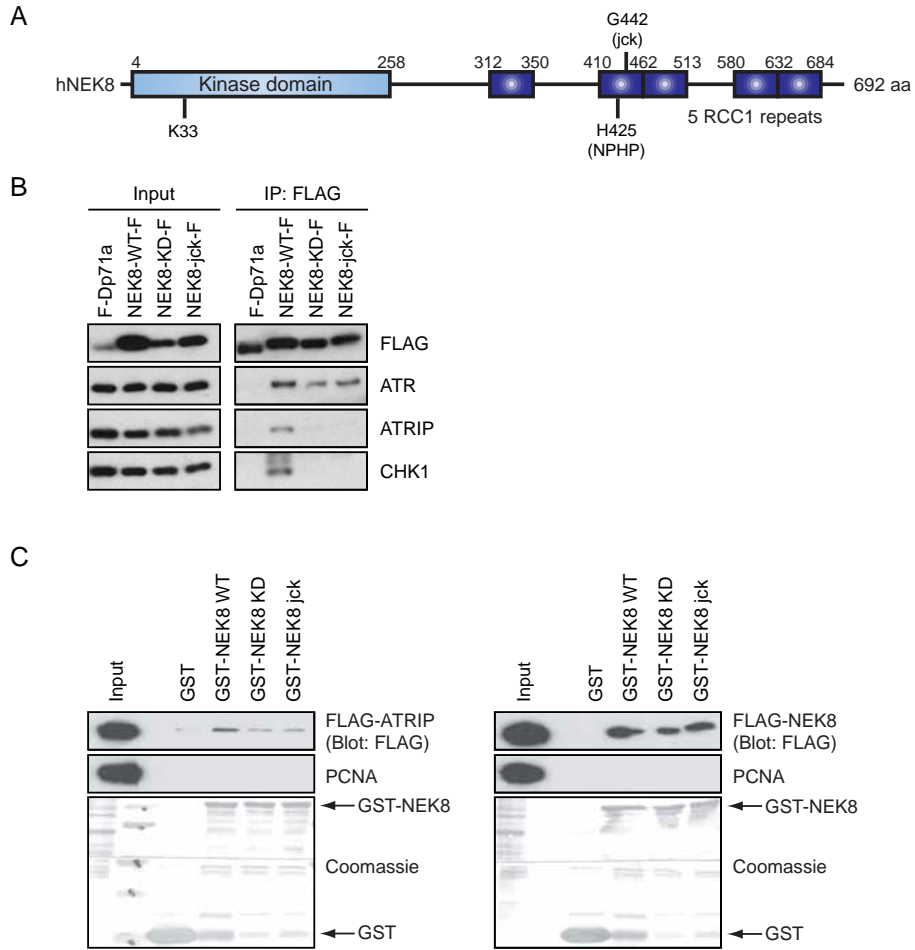 A
G442
(jck)
4 258 312 350 410 462 513 580 632 684
hNEK8 Kinase domain 692 aa
K33 H425
(NPHP)
5 RCC1 repeats
B
Input IP: FLAG
F-Dp71a NEK8-WT-F NEK8-KD-F NEK8-jck-F F-Dp71a NEK8-WT-F NEK8-KD-F NEK8-jck-F
FLAG
ATR
ATRIP
CHK1
C
Input GST GST-NEK8 WT GST-NEK8 KD GST-NEK8 jck
FLAG-ATRIP
(Blot: FLAG)
PCNA
GST-NEK8
Coomassie
GST
Input GST GST-NEK8 WT GST-NEK8 KD GST-NEK8 jck
FLAG-NEK8
(Blot: FLAG)
PCNA
GST-NEK8
Coomassie
GST